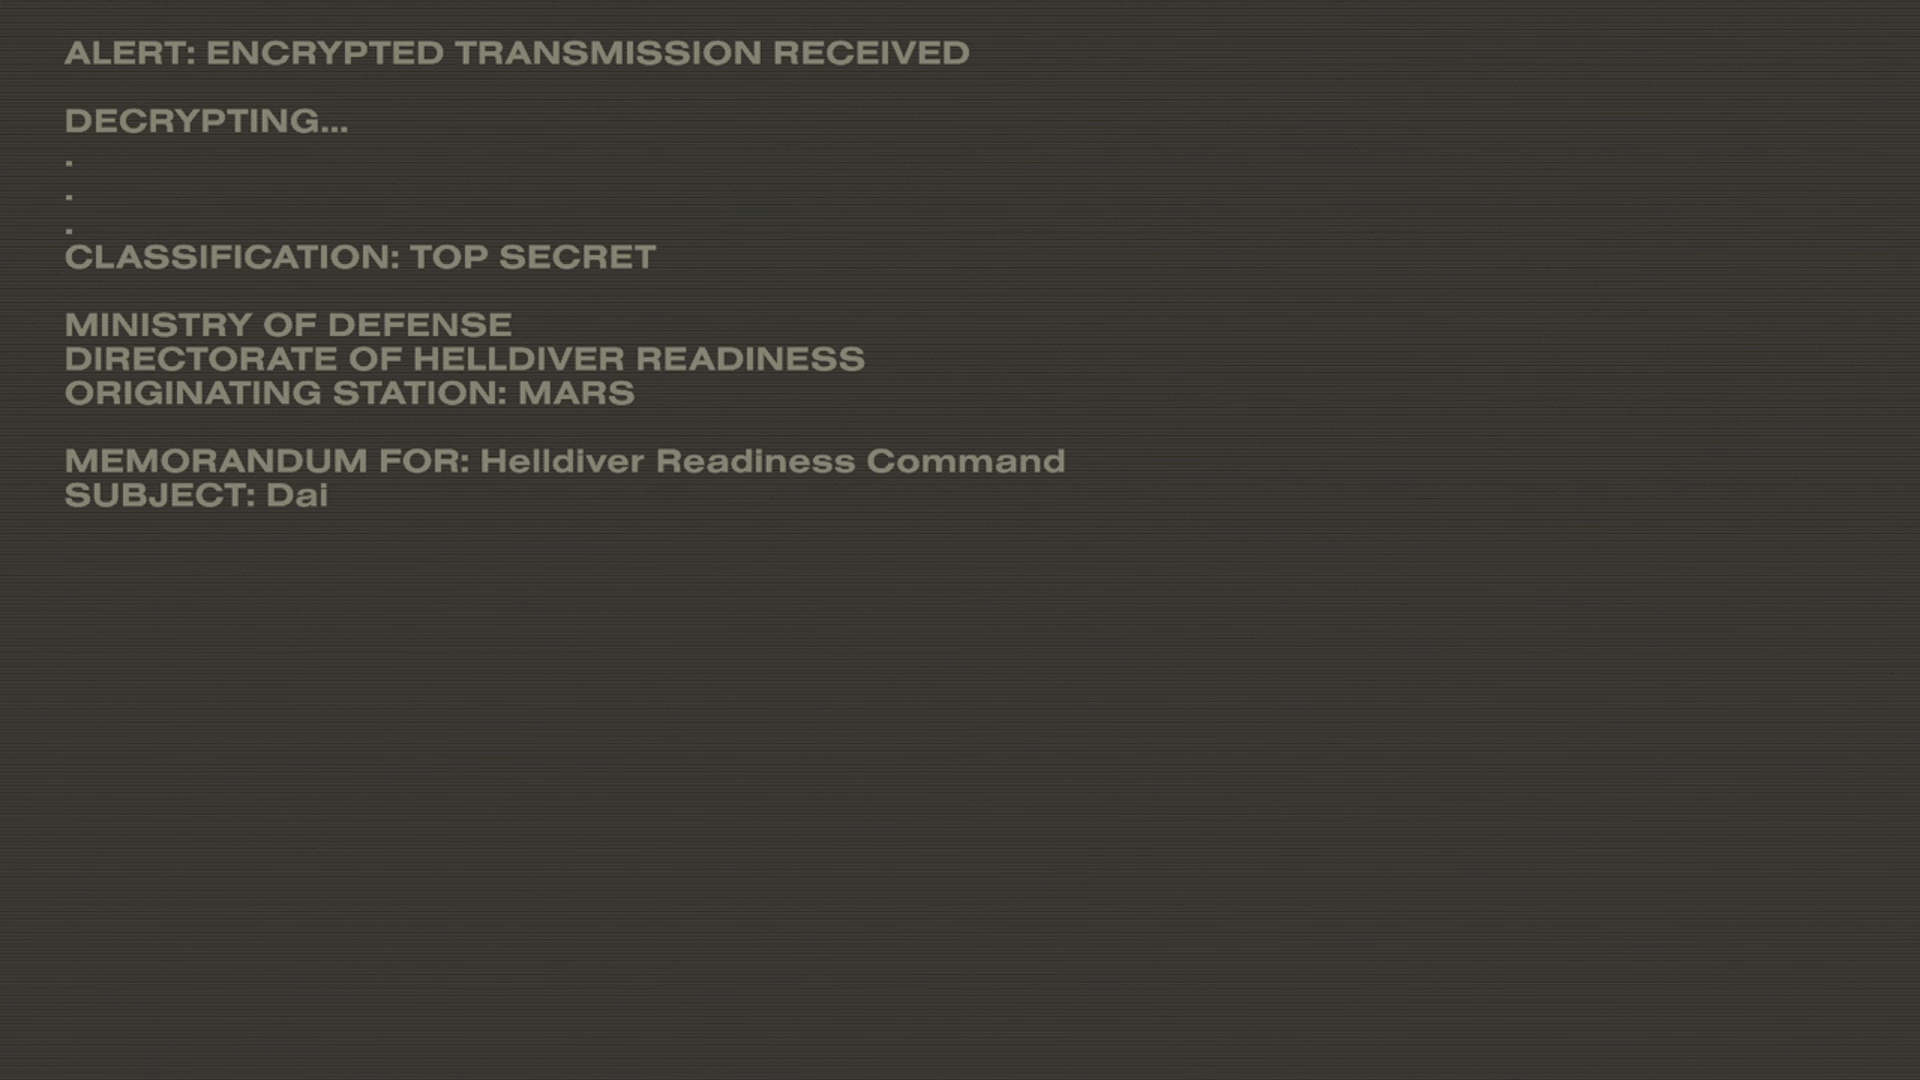 ALERT: ENCRYPTED TRANSMISSION RECEIVED
DECRYPTING...
.
.
.
CLASSIFICATION: TOP SECRET
MINISTRY OF DEFENSE
DIRECTORATE OF HELLDIVER READINESS
ORIGINATING STATION: MARS
MEMORANDUM FOR: Helldiver Readiness Command
SUBJECT: Dai